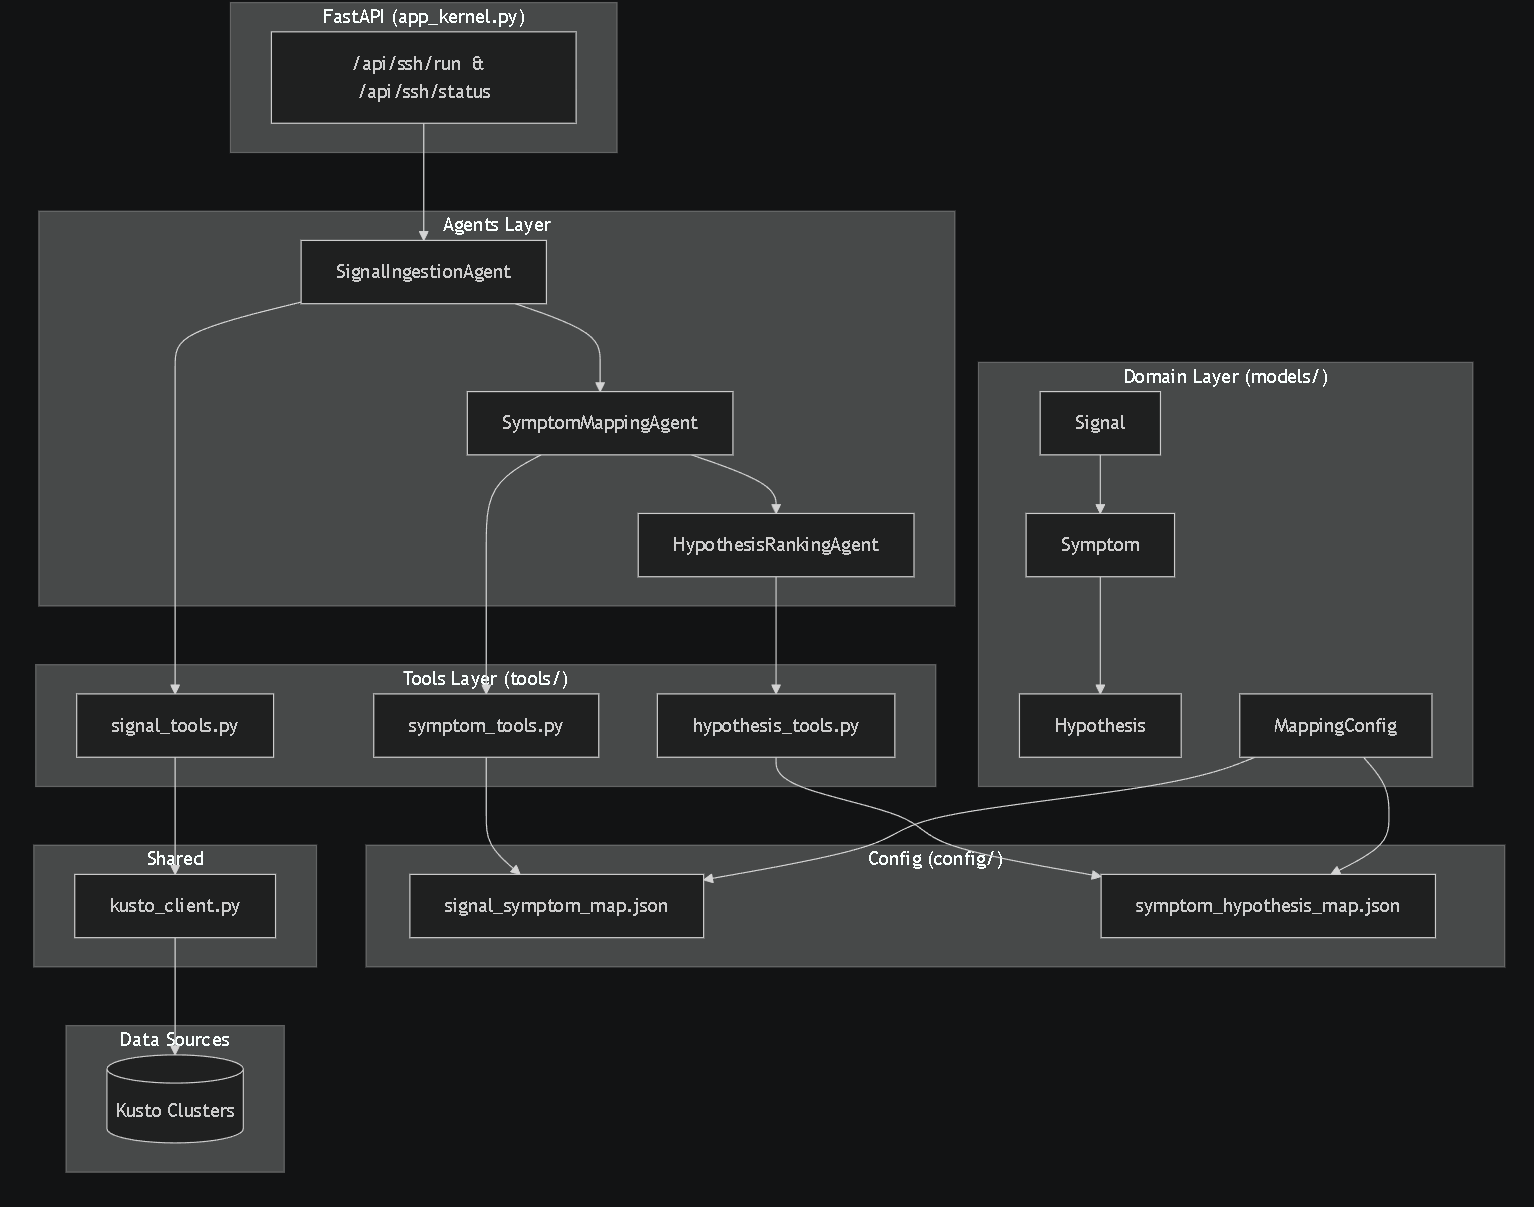 FastAPI (app_kernel.py)
/api/ssh/run &
/api/ssh/status
Agents Layer
SignalIngestionAgent
SymptomMappingAgent
HypothesisRankingAgent
Domain Layer (models/)
Signal
Symptom
Hypothesis
MappingConfig
Tools Layer (tools/)
signal_tools.py
symptom_tools.py
hypothesis_tools.py
Shared
kusto_client.py
Config (config/)
signal_symptom_map.json
symptom_hypothesis_map.json
Data Sources
Kusto Clusters